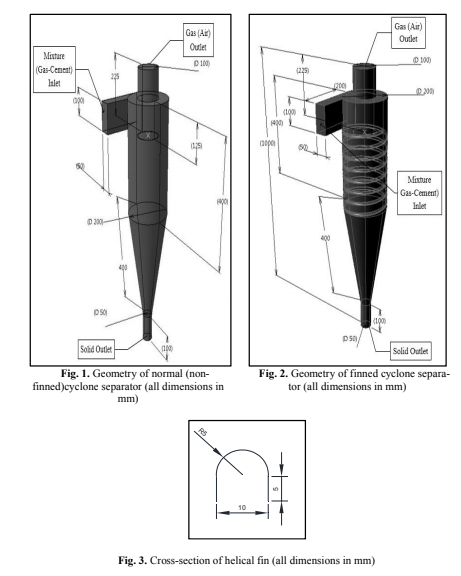 Gas (Air)
Outlet
(D 100)
Mixture
(Gas-Cement)
Inlet
225
(100)
(125)
(50)
(400)
(D 200)
400
(D 50)
Solid Outlet
(100)
Fig. 1. Geometry of normal (non-
finned)cyclone separator (all dimensions in
mm)
Gas (Air)
Outlet
(D 100)
(225)
(200)
(D 200)
(100)
(400)
(1000)
(50)
Mixture
Gas-Cement)
Inlet
400
(100)
(D 50)
Solid Outlet
Fig. 2. Geometry of finned cyclone separa-
tor (all dimensions in mm)
R5
5
10
Fig. 3. Cross-section of helical fin (all dimensions in mm)